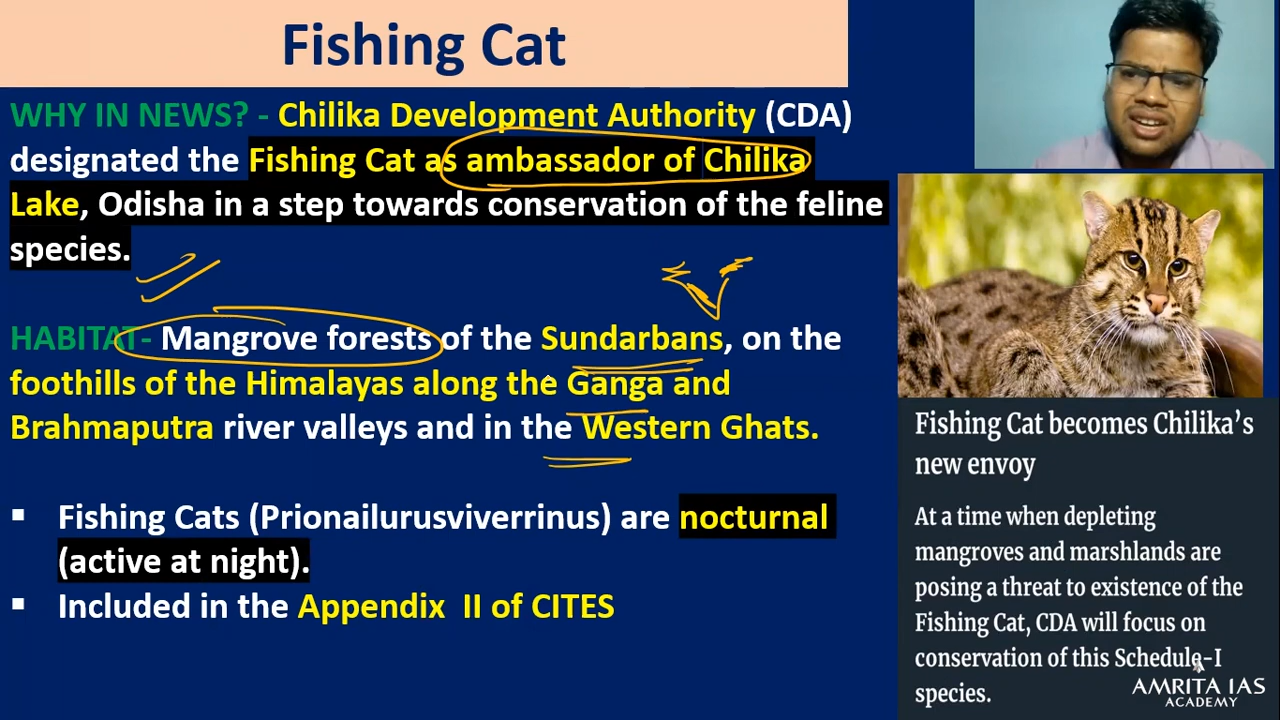 Fishing Cat
WHY IN NEWS? - Chilika Development Authority (CDA)
designated the Fishing Cat as ambassador of Chilika
Lake, Odisha in a step towards conservation of the feline
species.
HABITAT- Mangrove forests of the Sundarbans, on the
foothills of the Himalayas along the Ganga and
Brahmaputra river valleys and in the Western Ghats.
▪ Fishing Cats (Prionailurusviverrinus) are nocturnal
(active at night).
▪ Included in the Appendix II of CITES
Fishing Cat becomes Chilika's
new envoy
At a time when depleting
mangroves and marshlands are
posing a threat to existence of the
Fishing Cat, CDA will focus on
conservation of this Schedule-I
species.
AMRITA IAS
ACADEMY